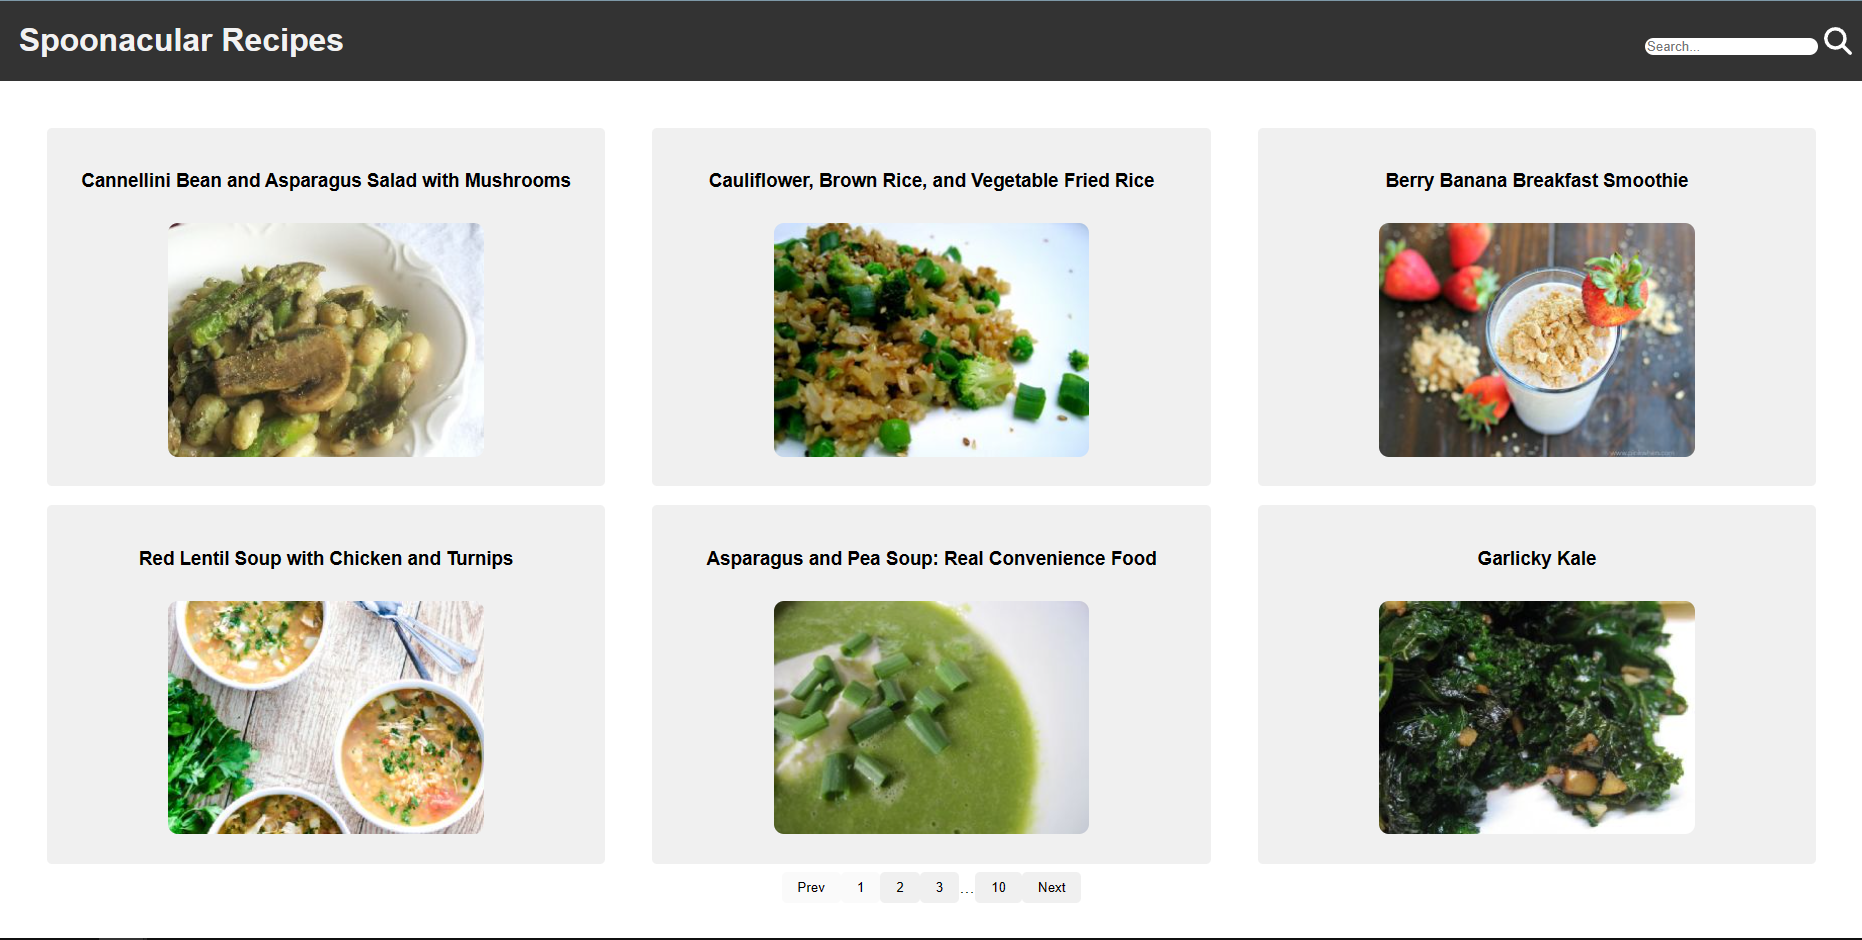 Spoonacular Recipes
Search...
Cannellini Bean and Asparagus Salad with Mushrooms
Cauliflower, Brown Rice, and Vegetable Fried Rice
Berry Banana Breakfast Smoothie
Red Lentil Soup with Chicken and Turnips
Asparagus and Pea Soup: Real Convenience Food
Garlicky Kale
Prev 1 2 3 ... 10 Next